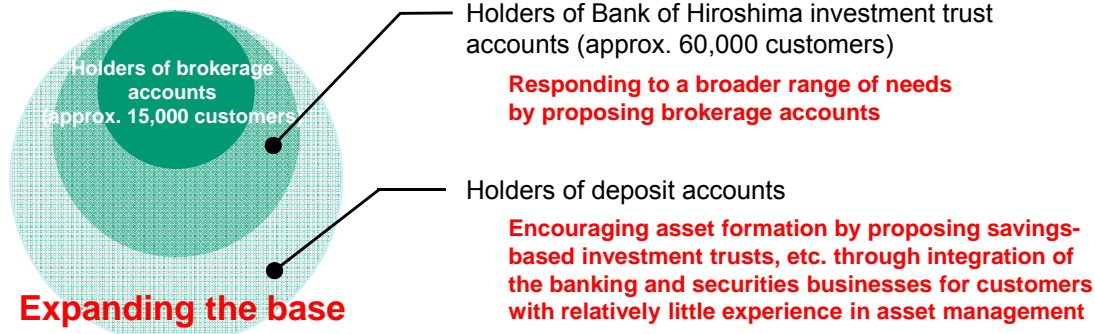 Holders of Bank of Hiroshima investment trust
accounts (approx. 60,000 customers)
Responding to a broader range of needs
by proposing brokerage accounts
Holders of brokerage
accounts
(approx. 15,000 customers)
Holders of deposit accounts
Encouraging asset formation by proposing savings-
based investment trusts, etc. through integration of
the banking and securities businesses for customers
with relatively little experience in asset management
Expanding the base